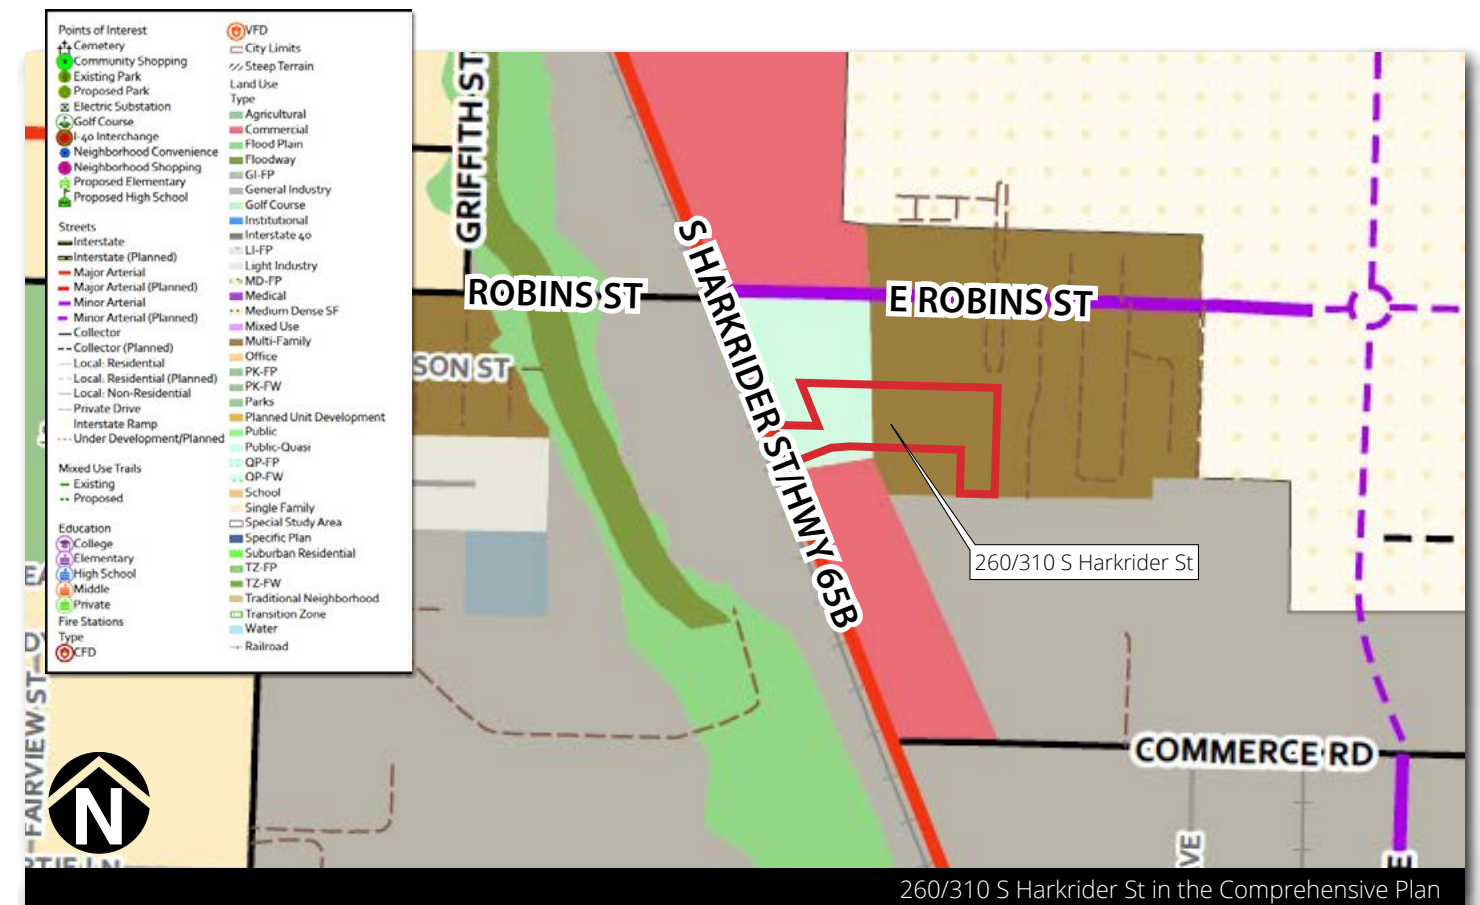 Points of Interest
Cemetery
Community Shopping
Existing Park
Proposed Park
Electric Substation
Golf Course
I-40 Interchange
Neighborhood Convenience
Neighborhood Shopping
Proposed Elementary
Proposed High School
Streets
Interstate
Interstate (Planned)
Major Arterial
Major Arterial (Planned)
Minor Arterial
Minor Arterial (Planned)
Collector
Collector (Planned)
Local: Residential
Local: Residential (Planned)
Local: Non-Residential
Private Drive
Interstate Ramp
Under Development/Planned
Mixed Use Trails
Existing
Proposed
Education
College
Elementary
High School
Middle
Private
Fire Stations
Type
CFD
VFD
City Limits
Steep Terrain
Land Use
Type
Agricultural
Commercial
Flood Plain
Floodway
GI-FP
General Industry
Golf Course
Institutional
Interstate 40
LI-FP
Light Industry
MD-FP
Medical
Medium Dense SF
Mixed Use
Multi-Family
Office
PK-FP
PK-FW
Parks
Planned Unit Development
Public
Public-Quasi
QP-FP
QP-FW
School
Single Family
Special Study Area
Specific Plan
Suburban Residential
TZ-FP
TZ-FW
Traditional Neighborhood
Transition Zone
Water
Railroad
GRIFFITH ST
ROBINS ST
E ROBINS ST
SON ST
S HARKRIDER ST/HWY 65B
260/310 S Harkrider St
COMMERCE RD
FAIRVIEW ST
VE
E
N
260/310 S Harkrider St in the Comprehensive Plan